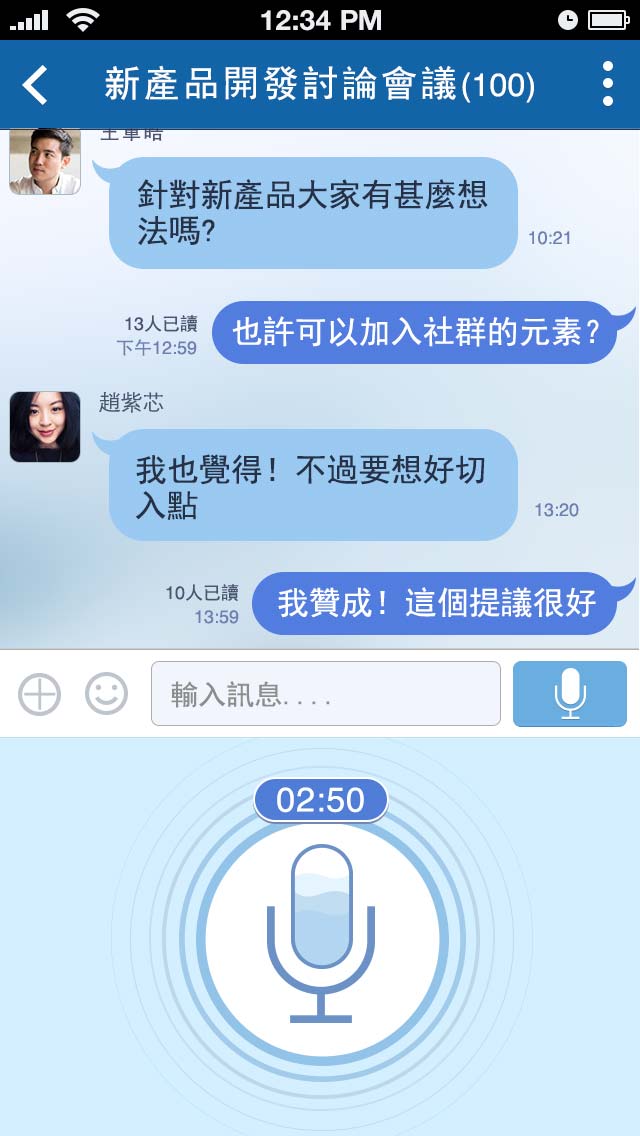 12:34 PM
新產品開發討論會議(100)
針對新產品大家有甚麼想
法嗎?
10:21
13人已讀
下午12:59
也許可以加入社群的元素?
趙紫芯
我也覺得! 不過要想好切
入點
13:20
10人已讀
13:59
我贊成! 這個提議很好
輸入訊息....
02:50